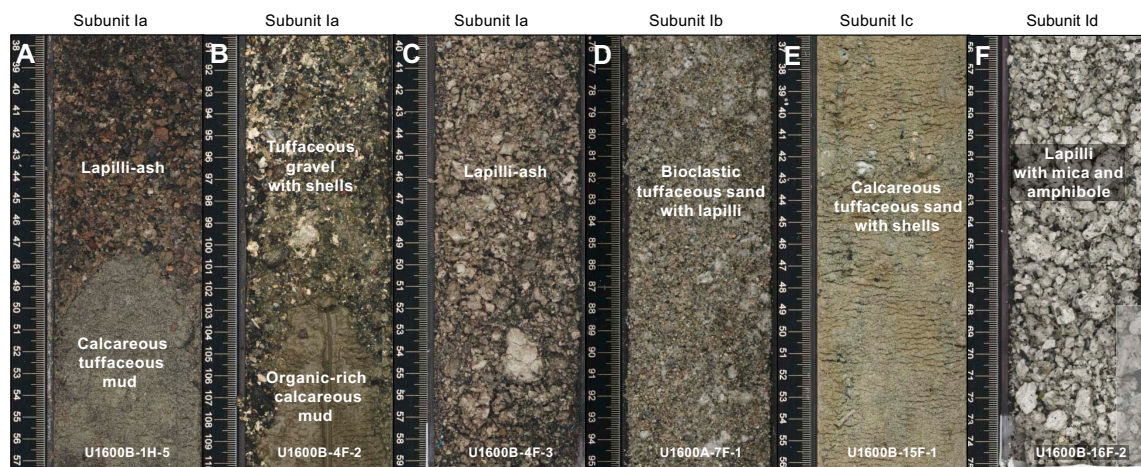 Subunit Ia
Subunit Ia
Subunit Ia
Subunit Ib
Subunit Ic
Subunit Id
A
Lapilli-ash
Calcareous
tuffaceous
mud
U1600B-1H-5
B
Tuffaceous
gravel
with shells
Organic-rich
calcareous
mud
U1600B-4F-2
C
Lapilli-ash
U1600B-4F-3
D
Bioclastic
tuffaceous sand
with lapilli
U1600A-7F-1
E
Calcareous
tuffaceous sand
with shells
U1600B-15F-1
F
Lapilli
with mica and
amphibole
U1600B-16F-2